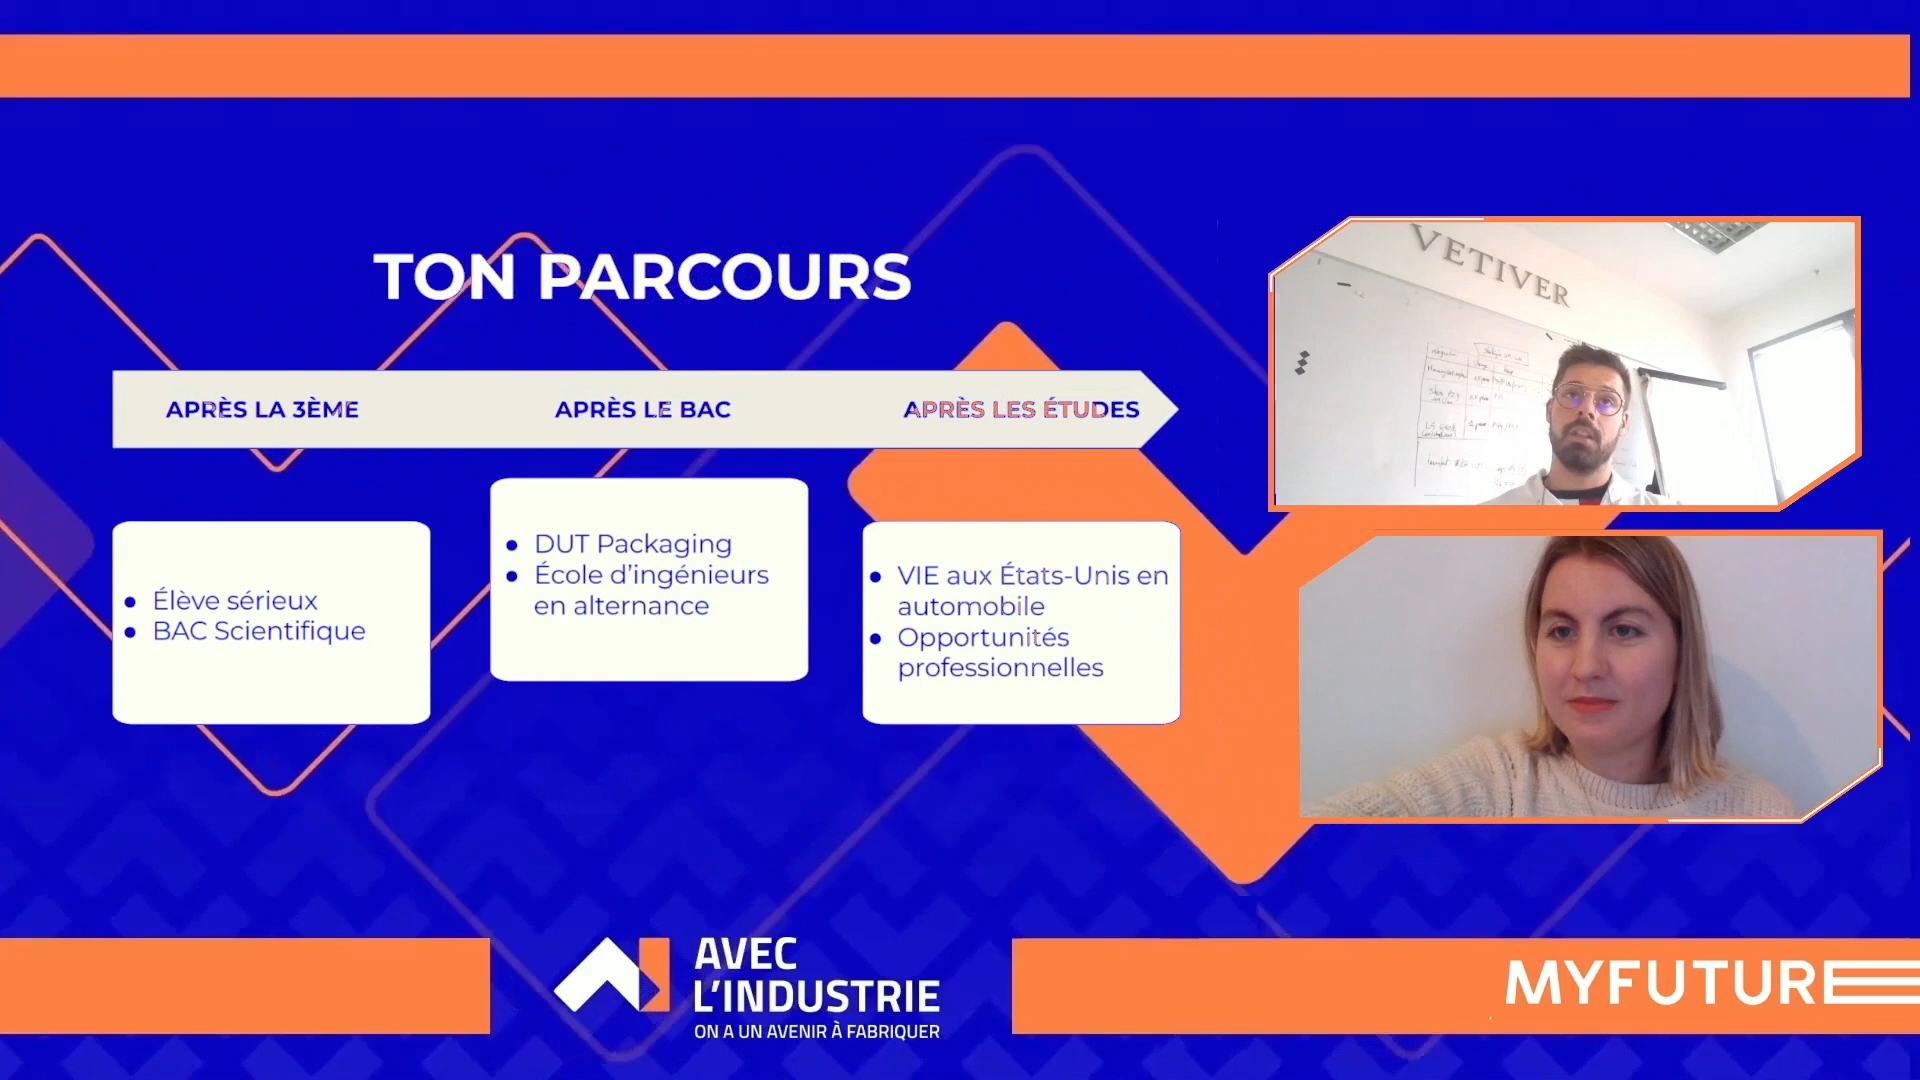 TON PARCOURS
APRÈS LA 3ÈME
APRÈS LE BAC
APRÈS LES ÉTUDES
Élève sérieux
BAC Scientifique
DUT Packaging
École d’ingénieurs
en alternance
VIE aux États-Unis en
automobile
Opportunités
professionnelles
VETIVER
AVEC
L’INDUSTRIE
ON A UN AVENIR À FABRIQUER
MYFUTURE